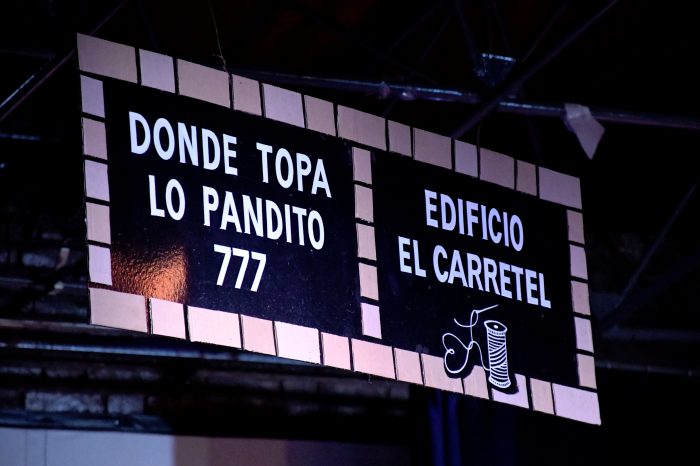 DONDE TOPA
LO PANDITO
777
EDIFICIO
EL CARRETEL